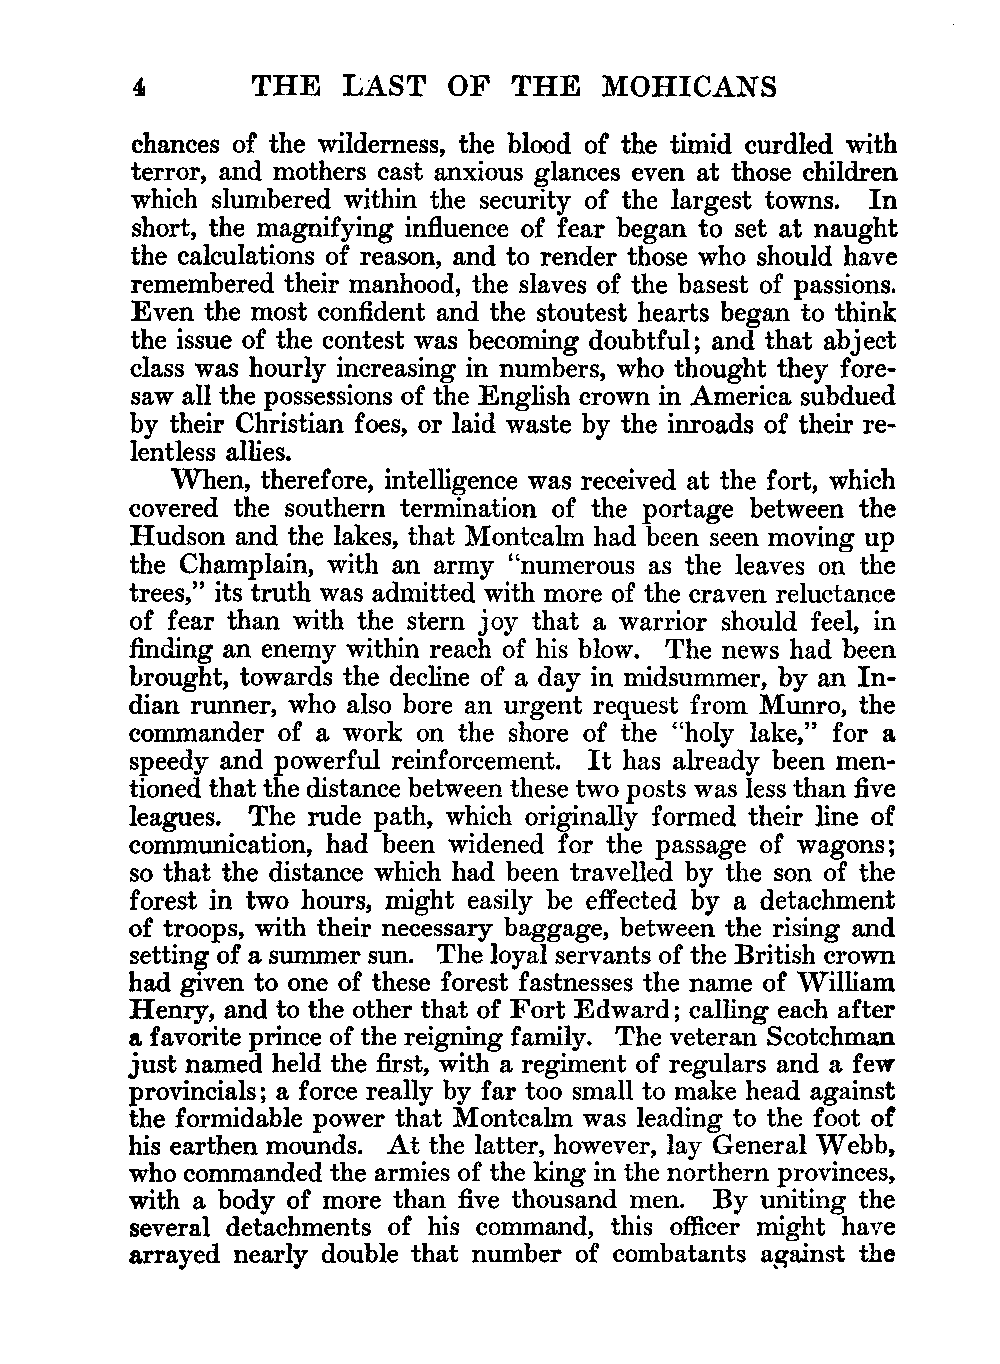 4 THE LAST OF THE MOHICANS
chances of the wilderness, the blood of the timid curdled with
terror, and mothers cast anxious glances even at those children
which slumbered within the security of the largest towns. In
short, the magnifying influence of fear began to set at naught
the calculations of reason, and to render those who should have
remembered their manhood, the slaves of the basest of passions.
Even the most confident and the stoutest hearts began to think
the issue of the contest was becoming doubtful; and that abject
class was hourly increasing in numbers, who thought they fore-
saw all the possessions of the English crown in America subdued
by their Christian foes, or laid waste by the inroads of their re-
lentless allies.
When, therefore, intelligence was received at the fort, which
covered the southern termination of the portage between the
Hudson and the lakes, that Montcalm had been seen moving up
the Champlain, with an army “numerous as the leaves on the
trees,” its truth was admitted with more of the craven reluctance
of fear than with the stern joy that a warrior should feel, in
finding an enemy within reach of his blow. The news had been
brought, towards the decline of a day in midsummer, by an In-
dian runner, who also bore an urgent request from Munro, the
commander of a work on the shore of the “holy lake,” for a
speedy and powerful reinforcement. It has already been men-
tioned that the distance between these two posts was less than five
leagues. The rude path, which originally formed their line of
communication, had been widened for the passage of wagons;
so that the distance which had been travelled by the son of the
forest in two hours, might easily be effected by a detachment
of troops, with their necessary baggage, between the rising and
setting of a summer sun. The loyal servants of the British crown
had given to one of these forest fastnesses the name of William
Henry, and to the other that of Fort Edward; calling each after
a favorite prince of the reigning family. The veteran Scotchman
just named held the first, with a regiment of regulars and a few
provincials; a force really by far too small to make head against
the formidable power that Montcalm was leading to the foot of
his earthen mounds. At the latter, however, lay General Webb,
who commanded the armies of the king in the northern provinces,
with a body of more than five thousand men. By uniting the
several detachments of his command, this officer might have
arrayed nearly double that number of combatants against the